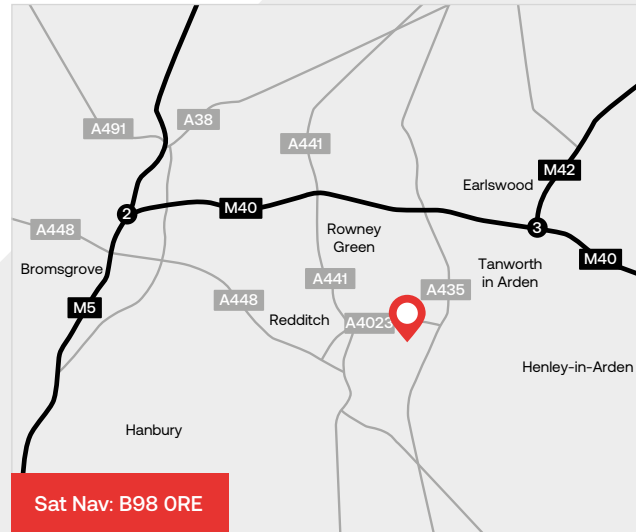 A491
A38
A441
M42
Earlswood
2
M40
A448
Rowney
Green
3
M40
Bromsgrove
Tanworth
in Arden
A441
A435
A448
M5
Redditch
A4023
Henley-in-Arden
Hanbury
Sat Nav: B98 0RE